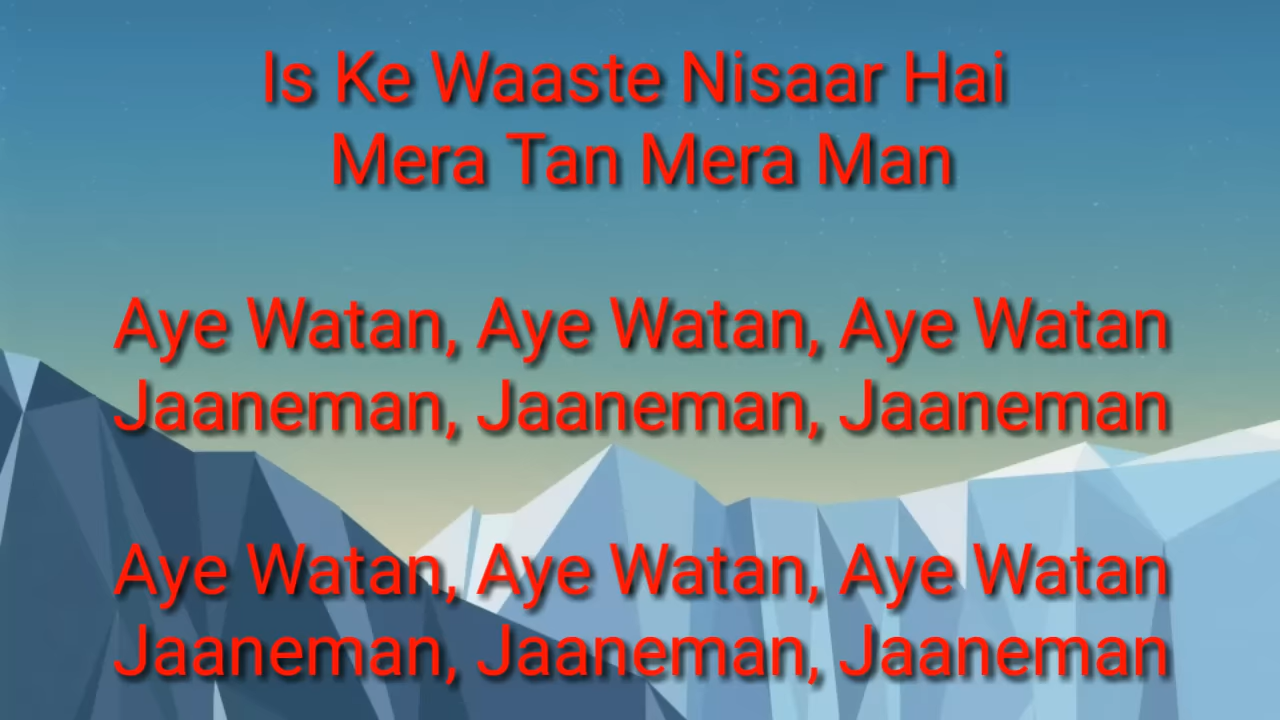 Is Ke Waaste Nisaar Hai
Mera Tan Mera Man
Aye Watan, Aye Watan, Aye Watan
Jaaneman, Jaaneman, Jaaneman
Aye Watan, Aye Watan, Aye Watan
Jaaneman, Jaaneman, Jaaneman